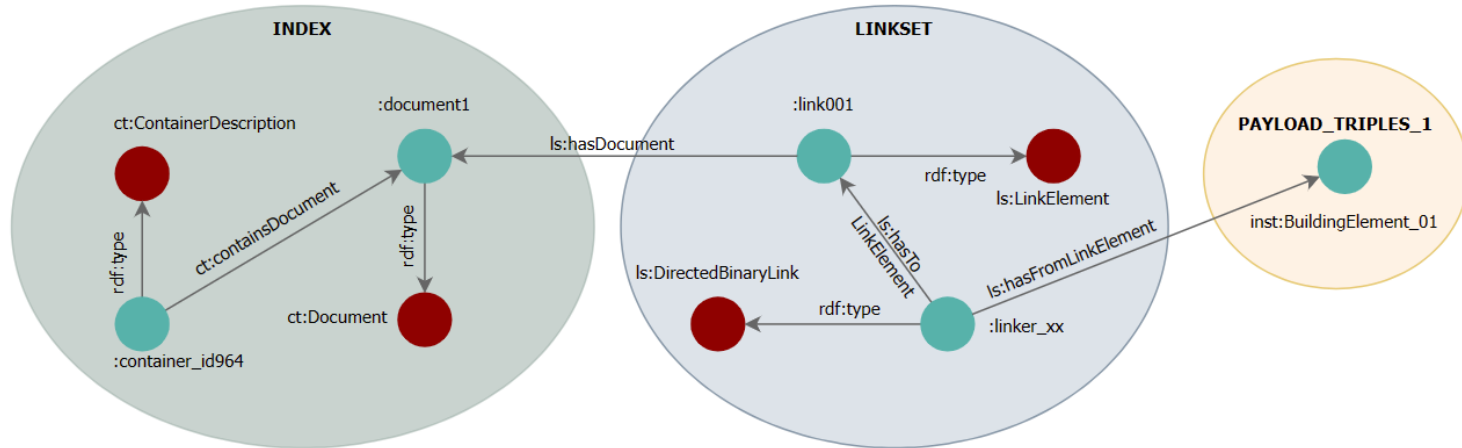 INDEX
LINKSET
:document1
:link001
ct:ContainerDescription
PAYLOAD_TRIPLES_1
ls:hasDocument
rdf:type
ls:LinkElement
inst:BuildingElement_01
ct:containsDocument
rdf:type
rdf:type
ls:hasTo
LinkElement
ls:hasFromLinkElement
ls:DirectedBinaryLink
rdf:type
ct:Document
:linker_xx
:container_id964